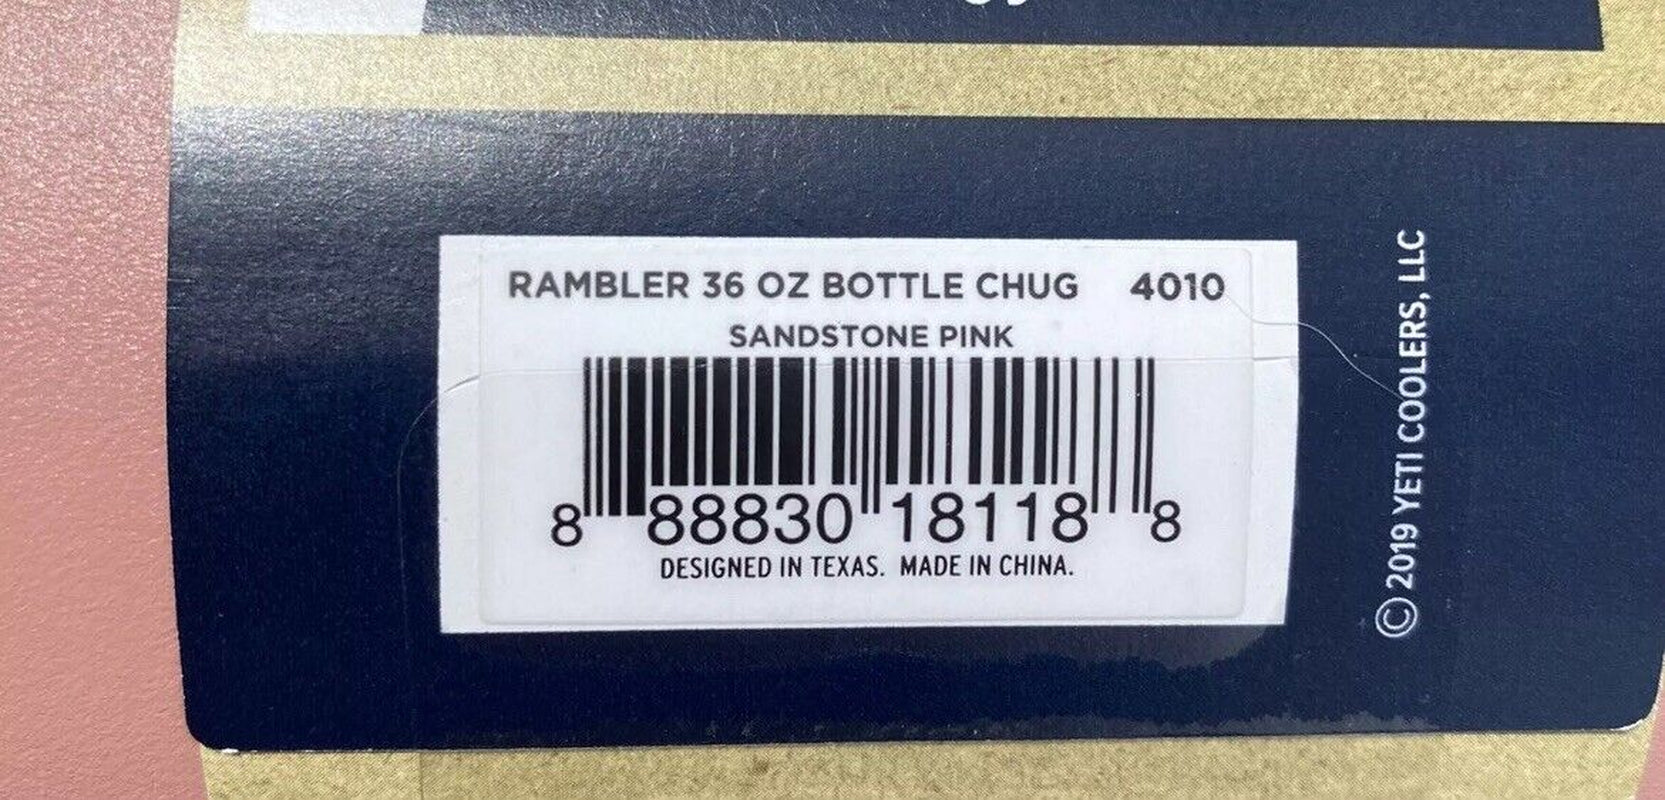 RAMBLER 36 OZ BOTTLE CHUG 4010
SANDSTONE PINK
8 88830 18118 8
DESIGNED IN TEXAS. MADE IN CHINA.
© 2019 YETI COOLERS, LLC